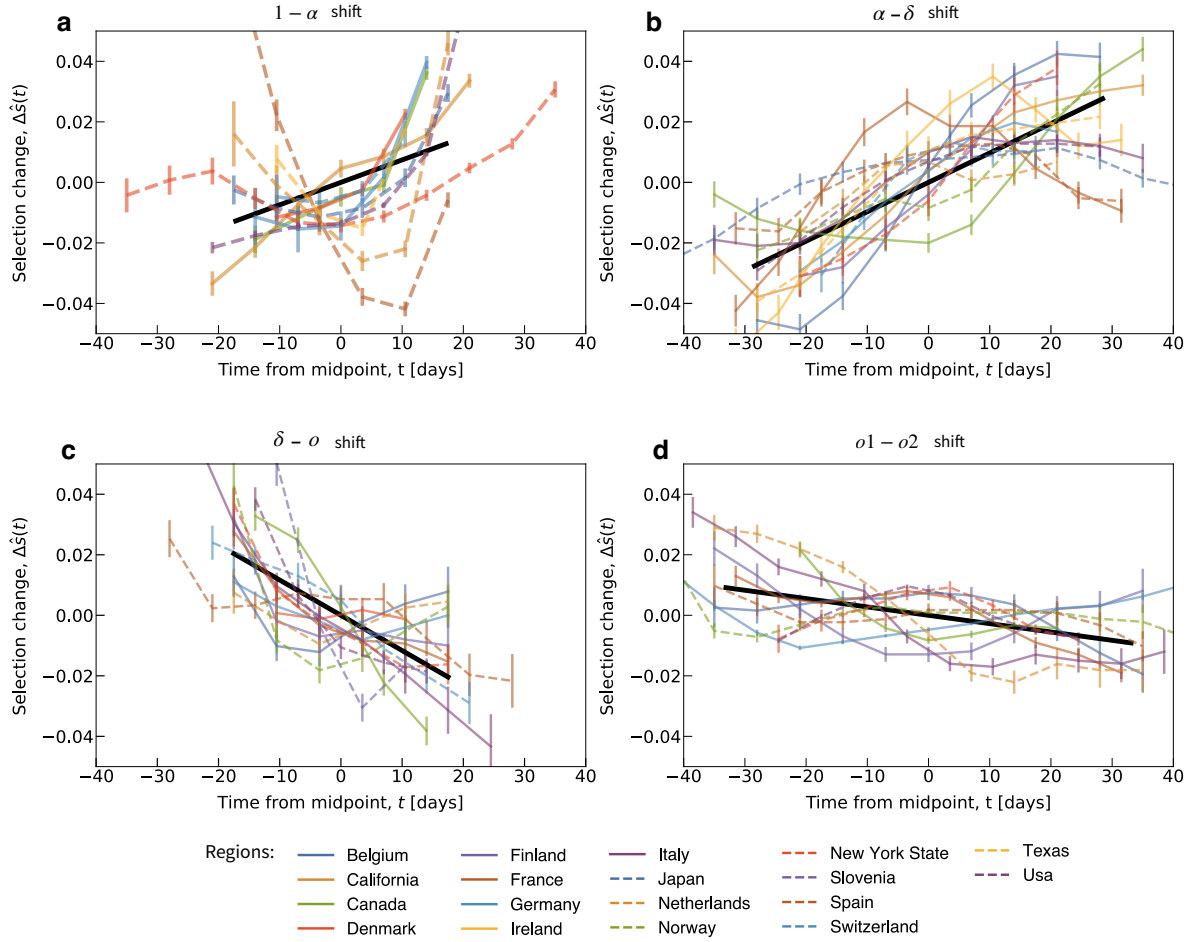 a
1 – α shift
0.04
0.02
0.00
−0.02
−0.04
Selection change, Δŝ(t)
−40 −30 −20 −10 0 10 20 30 40
Time from midpoint, t [days]
b
α – δ shift
0.04
0.02
0.00
−0.02
−0.04
Selection change, Δŝ(t)
−40 −30 −20 −10 0 10 20 30 40
Time from midpoint, t [days]
c
δ – o shift
0.04
0.02
0.00
−0.02
−0.04
Selection change, Δŝ(t)
−40 −30 −20 −10 0 10 20 30 40
Time from midpoint, t [days]
d
o1 – o2 shift
0.04
0.02
0.00
−0.02
−0.04
Selection change, Δŝ(t)
−40 −30 −20 −10 0 10 20 30 40
Time from midpoint, t [days]
Regions:
Belgium Finland Italy New York State Texas
California France Japan Slovenia Usa
Canada Germany Netherlands Spain
Denmark Ireland Norway Switzerland